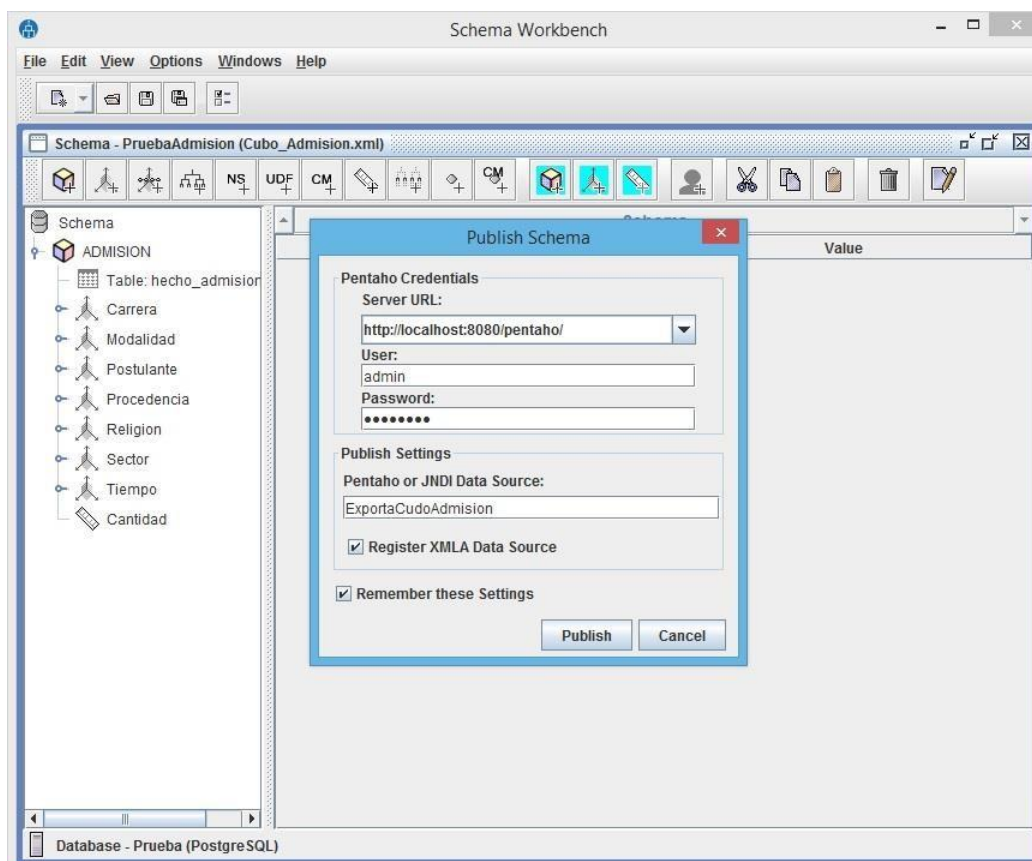 Schema Workbench
File Edit View Options Windows Help
Schema - PruebaAdmision (Cubo_Admision.xml)
NS UDF CM CM
Schema
ADMISION
Table: hecho_admision
Carrera
Modalidad
Postulante
Procedencia
Religion
Sector
Tiempo
Cantidad
Value
Publish Schema
Pentaho Credentials
Server URL:
http://localhost:8080/pentaho/
User:
admin
Password:
••••••••
Publish Settings
Pentaho or JNDI Data Source:
ExportaCudoAdmision
Register XMLA Data Source
Remember these Settings
Publish Cancel
Database - Prueba (PostgreSQL)